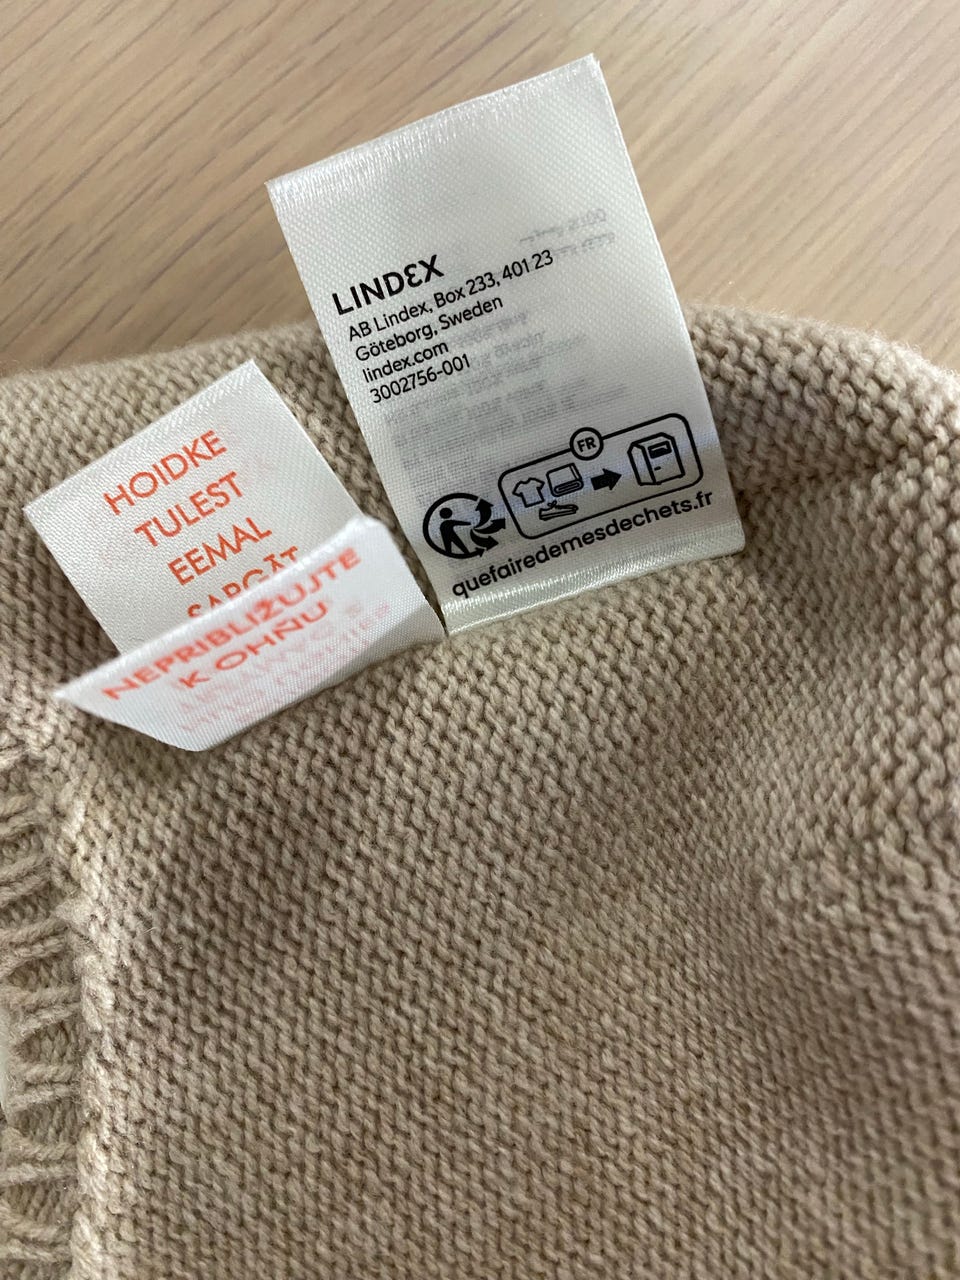 LINDEX
AB Lindex, Box 233, 401 23
Göteborg, Sweden
lindex.com
3002756-001
FR
quefairedemesdechets.fr
HOIDKE
TULEST
EEMAL
SARGĀT
NEPRIBLIŽUJTE
K OHŇU